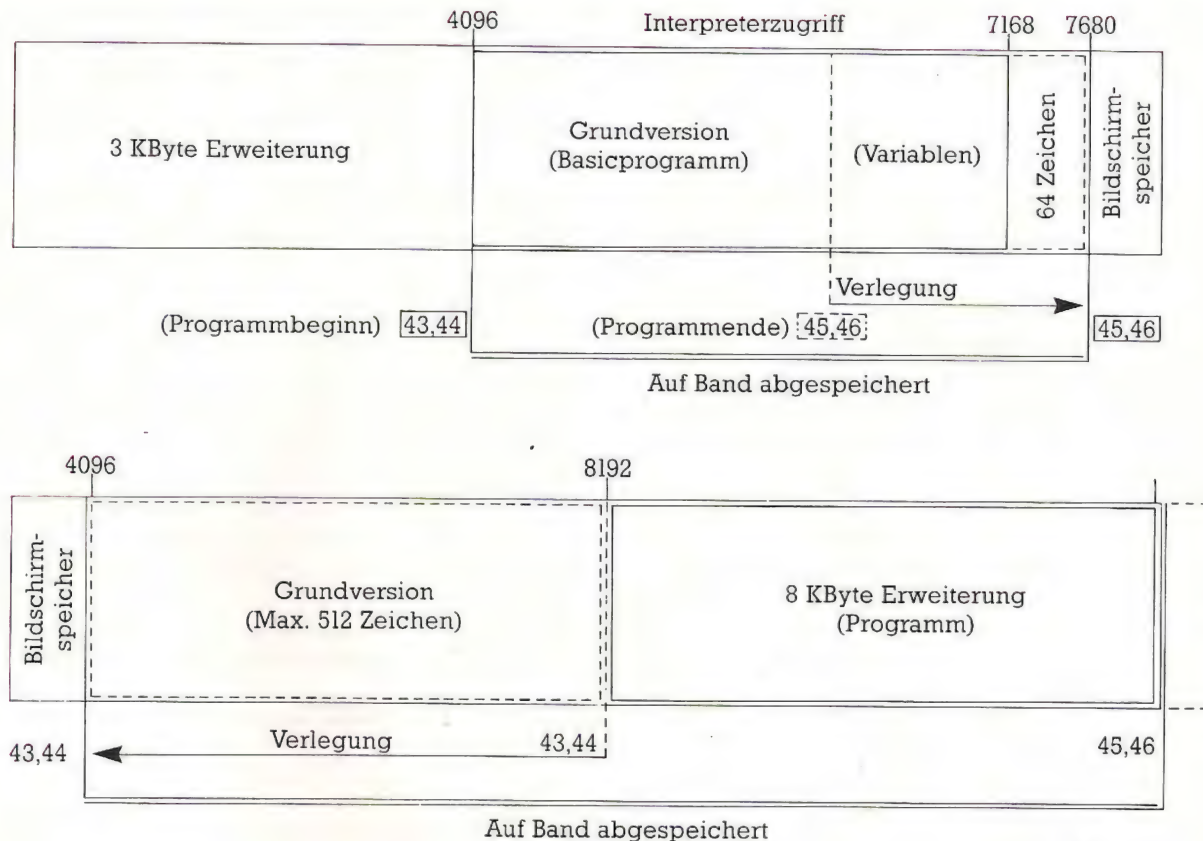 4096 Interpreterzugriff 7168 7680
3 KByte Erweiterung
Grundversion
(Basicprogramm)
(Variablen)
64 Zeichen
Bildschirm-
speicher
Verlegung
(Programmbeginn) 43,44 (Programmende) 45,46 45,46
Auf Band abgespeichert
4096 8192
Bildschirm-
speicher
Grundversion
(Max. 512 Zeichen)
8 KByte Erweiterung
(Programm)
43,44 Verlegung 43,44 45,46
Auf Band abgespeichert